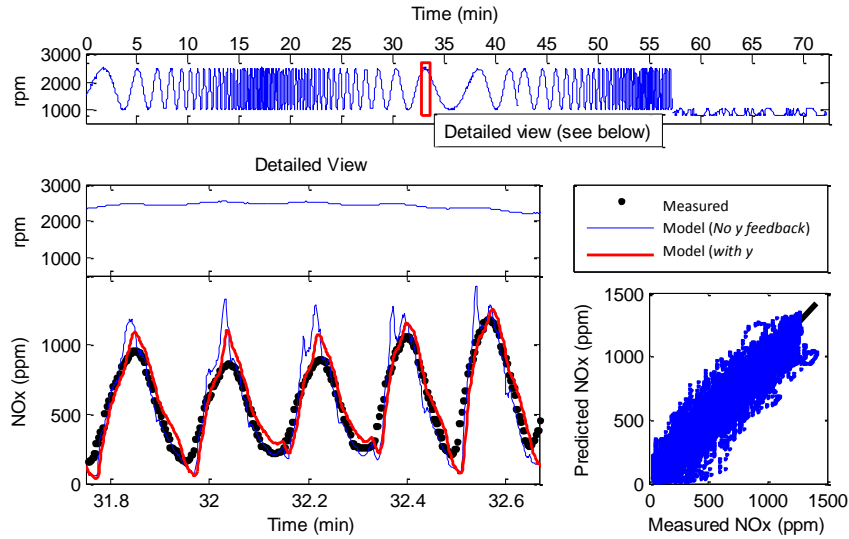 Time (min)
0 5 10 15 20 25 30 35 40 45 50 55 60 65 70
3000
2000
1000
rpm
Detailed view (see below)
Detailed View
3000
2000
1000
rpm
Measured
Model (No y feedback)
Model (with y
1000
500
0
NOx (ppm)
31.8 32 32.2 32.4 32.6
Time (min)
1500
1000
500
0
Predicted NOx (ppm)
0 500 1000 1500
Measured NOx (ppm)